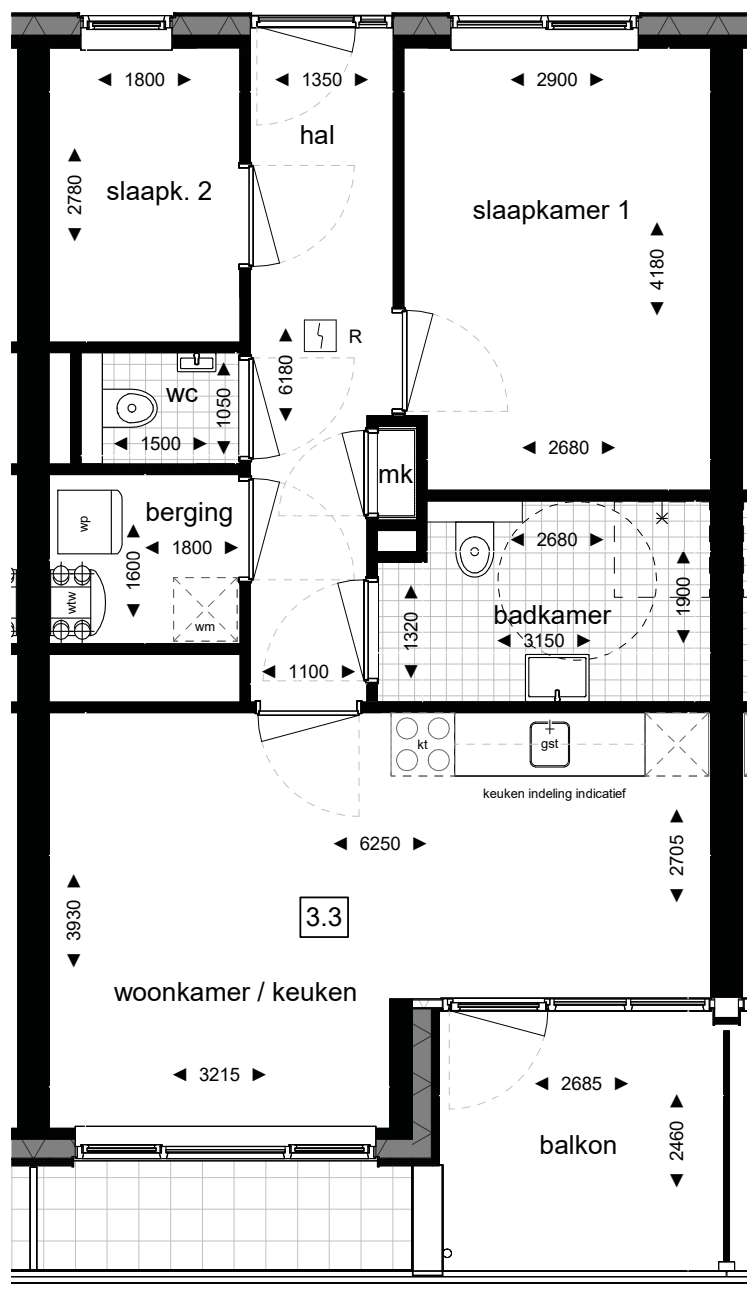 1800
1350
2900
hal
2780
slaapk. 2
slaapkamer 1
4180
R
6180
wc
1050
1500
2680
mk
wp
berging
1800
1600
2680
wtw
wm
1320
badkamer
1900
3150
1100
kt
gst
keuken indeling indicatief
6250
2705
3930
3.3
woonkamer / keuken
3215
2685
balkon
2460